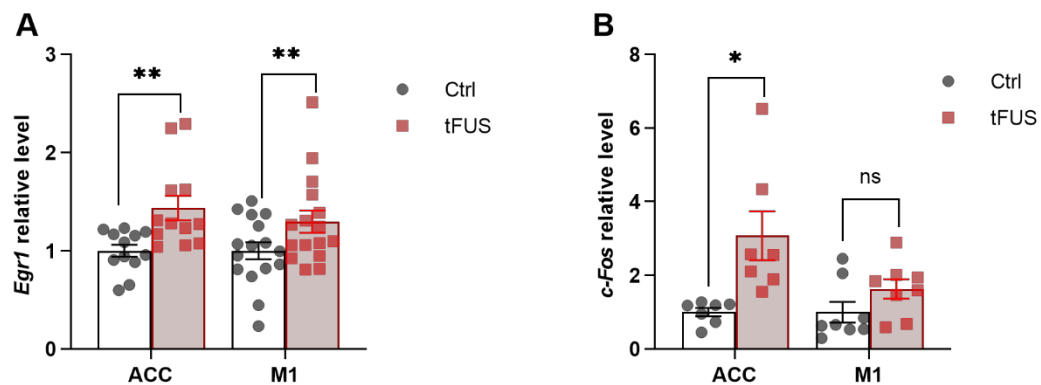 A
Egr1 relative level
3
2
1
0
**
**
ACC
M1
Ctrl
tFUS
B
c-Fos relative level
8
6
4
2
0
*
ns
ACC
M1
Ctrl
tFUS